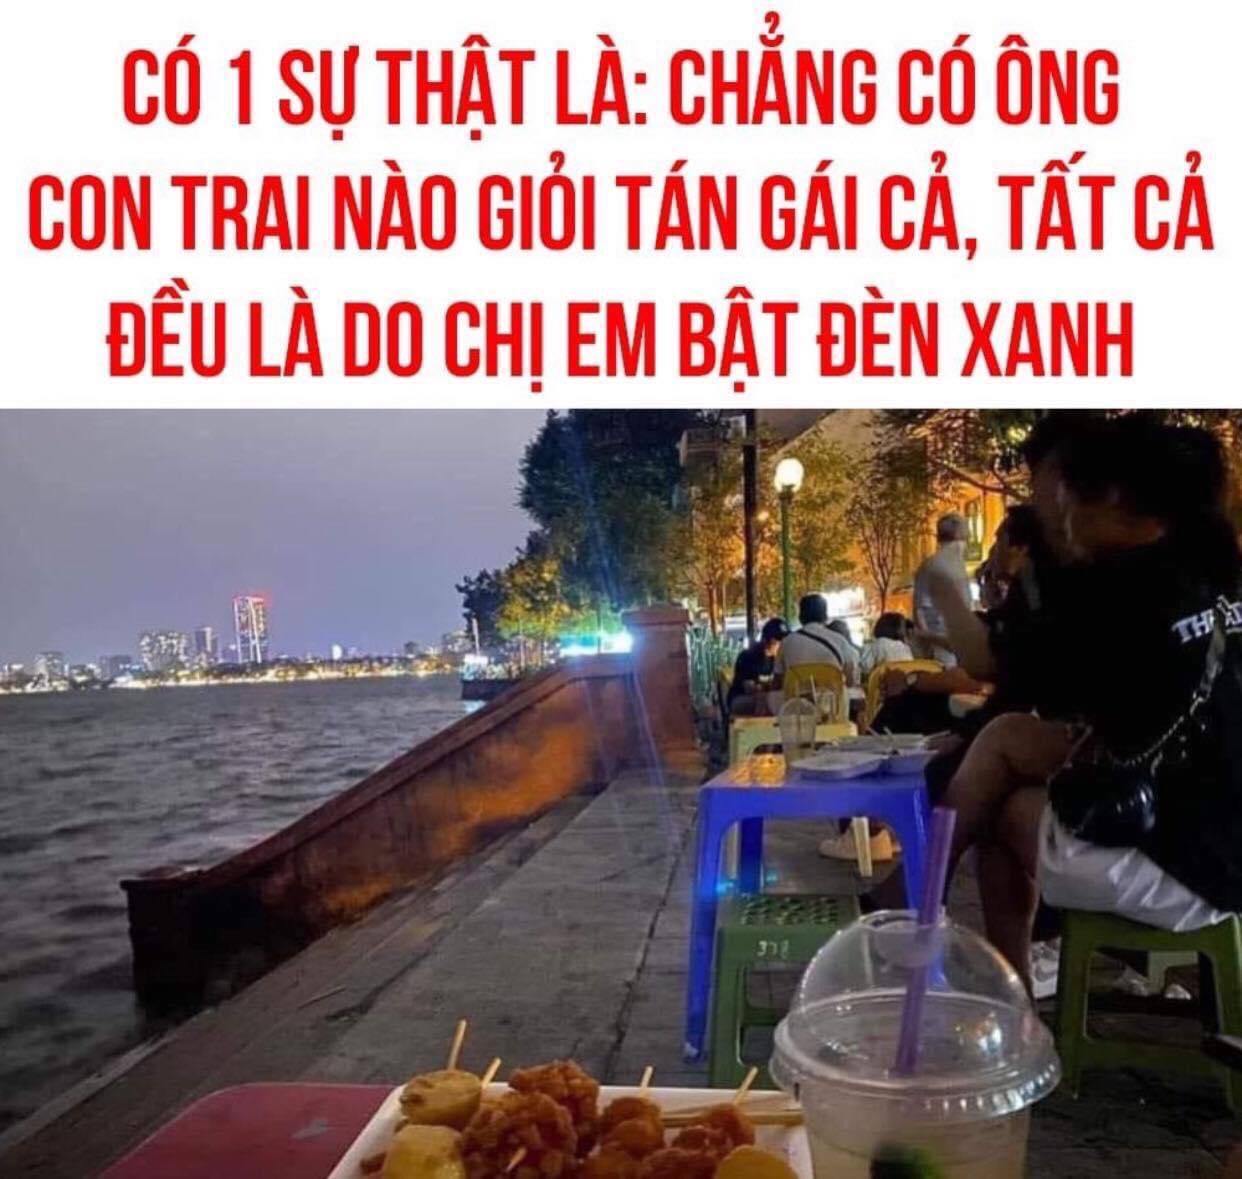 CÓ 1 SỰ THẬT LÀ: CHẲNG CÓ ÔNG
CON TRAI NÀO GIỎI TÁN GÁI CẢ, TẤT CẢ
ĐỀU LÀ DO CHỊ EM BẬT ĐÈN XANH
378